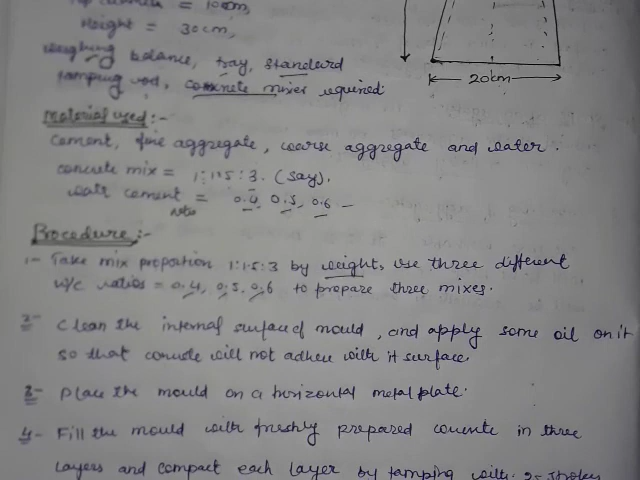 = 10cm,
Height = 30cm,
weighing balance, tray, standard
tamping rod, concrete mixer required.
20cm
Material used :-
Cement, fine aggregate, coarse aggregate and water.
concrete mix = 1:1.5:3. (say).
watr cement = 0.4, 0.5, 0.6 -
ratio
Procedure :-
1:- Take mix proportion 1:1.5:3 by weight, use three different
w/c ratios = 0.4, 0.5, 0.6 to prepare three mixes.
2- Clean the internal surface of mould, and apply some oil on it
so that concrete will not adhere with it surface.
3- Place the mould on a horizontal metal plate.
4- Fill the mould with freshly prepared concrete in three
layers and compact each layer by tamping with strokes